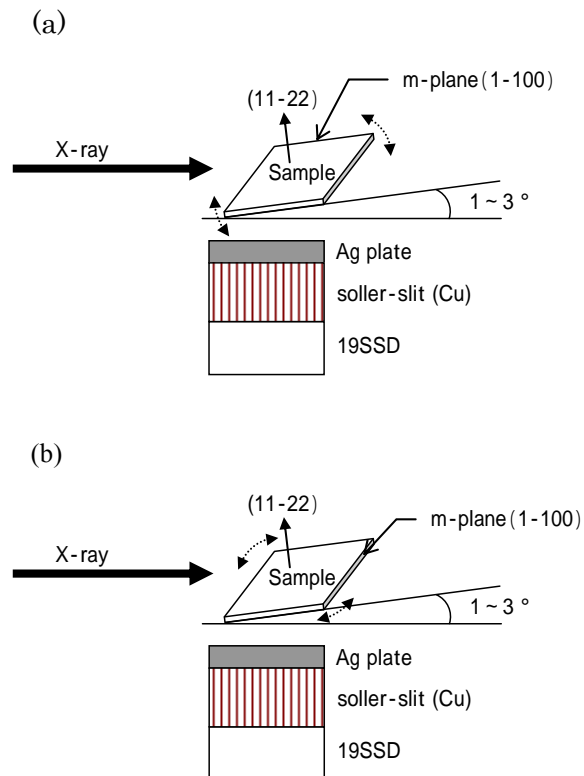 (a)
m-plane(1-100)
(11-22)
X-ray
Sample
1~3 °
Ag plate
soller-slit (Cu)
19SSD
(b)
(11-22)
m-plane(1-100)
X-ray
Sample
1~3 °
Ag plate
soller-slit (Cu)
19SSD